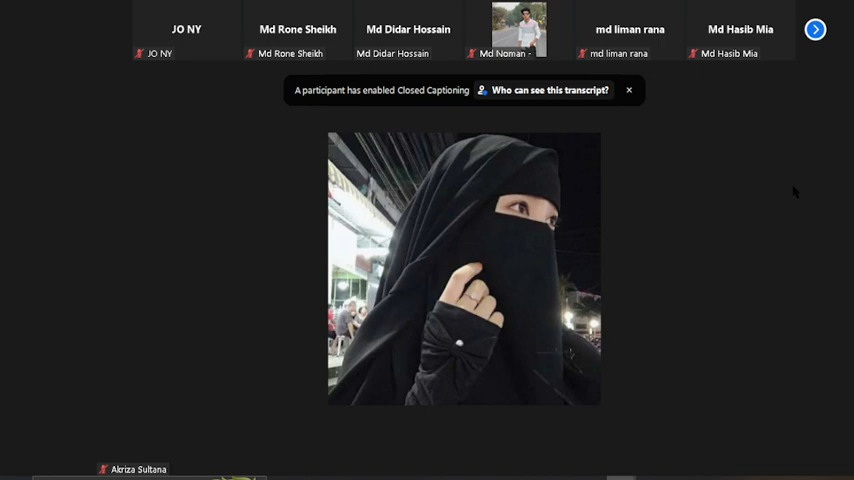 JO NY
Md Rone Sheikh
Md Didar Hossain
md liman rana
Md Hasib Mia
JO NY
Md Rone Sheikh
Md Didar Hossain
Md Noman -
md liman rana
Md Hasib Mia
A participant has enabled Closed Captioning Who can see this transcript?
Akriza Sultana